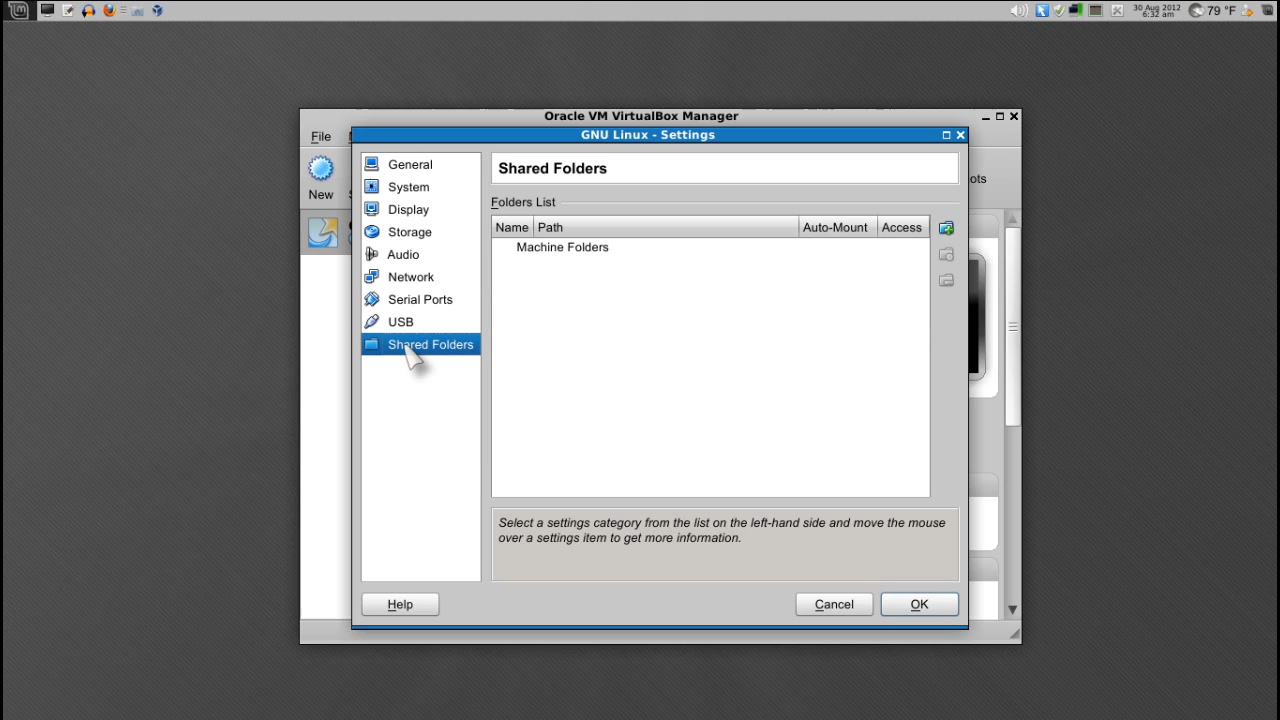 30 Aug 2012
6:32 am
79 °F
Oracle VM VirtualBox Manager
File
GNU Linux - Settings
New
ots
General
System
Display
Storage
Audio
Network
Serial Ports
USB
Shared Folders
Shared Folders
Folders List
Name Path Auto-Mount Access
Machine Folders
Select a settings category from the list on the left-hand side and move the mouse
over a settings item to get more information.
Help
Cancel
OK